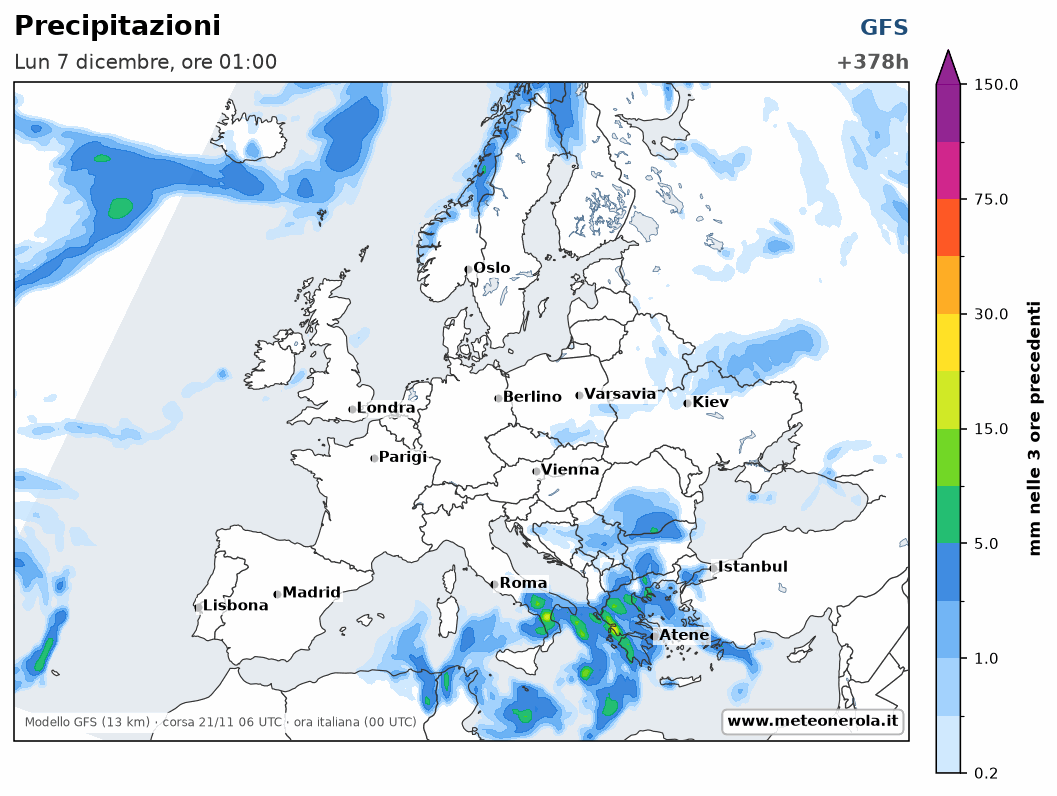 Precipitazioni
GFS
Lun 7 dicembre, ore 01:00
+378h
150.0
75.0
30.0
15.0
5.0
1.0
0.2
mm nelle 3 ore precedenti
Oslo
Berlino
Varsavia
Kiev
Londra
Parigi
Vienna
Istanbul
Roma
Madrid
Lisbona
Atene
Modello GFS (13 km) · corsa 21/11 06 UTC · ora italiana (00 UTC)
www.meteonerola.it